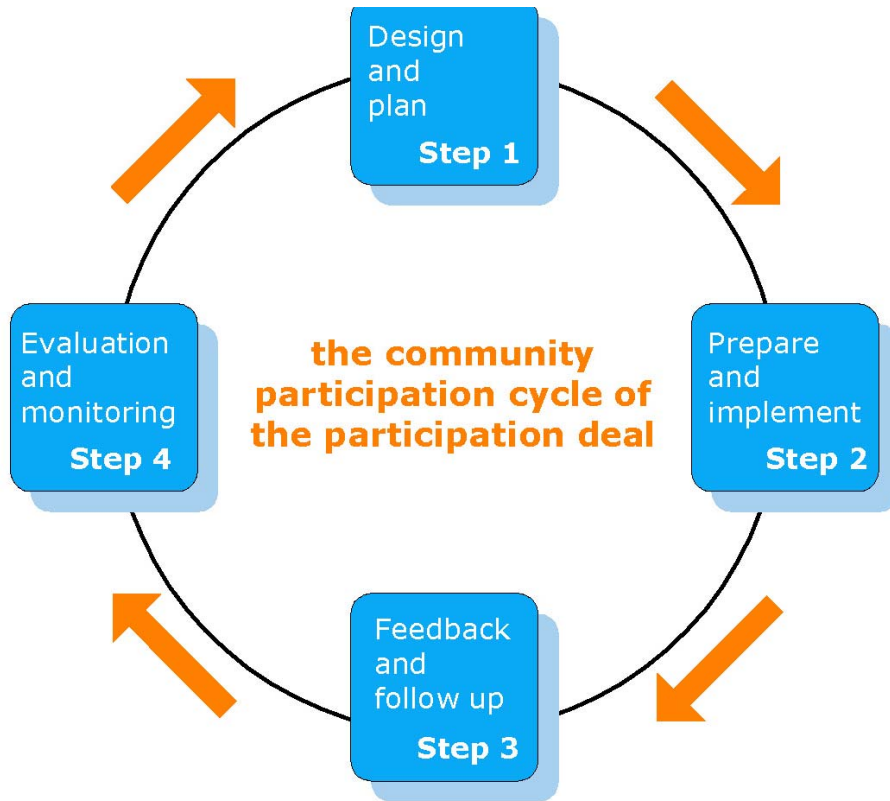 Design
and
plan
Step 1
Prepare
and
implement
Step 2
Feedback
and
follow up
Step 3
Evaluation
and
monitoring
Step 4
the community
participation cycle of
the participation deal